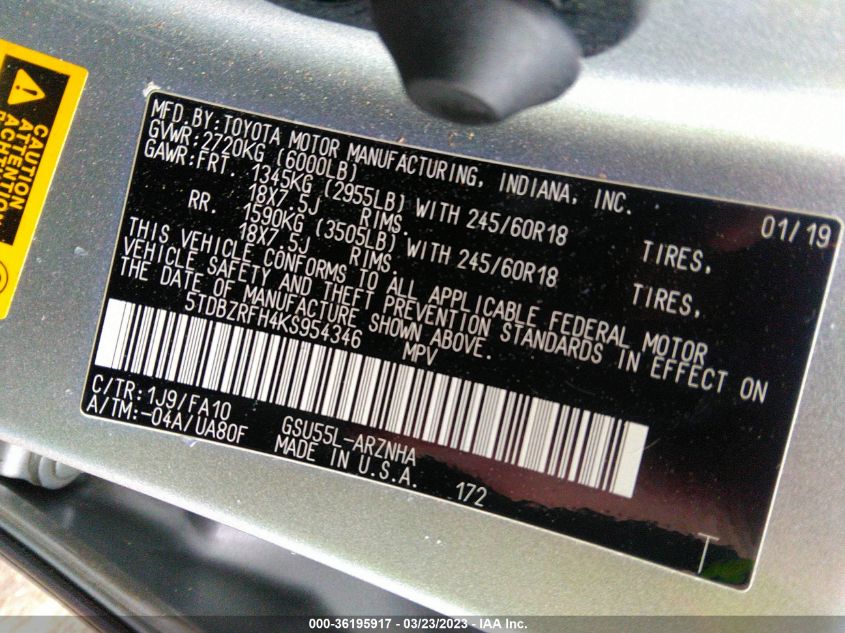 CAUTION
ATTENTION
MFD.BY:TOYOTA MOTOR MANUFACTURING, INDIANA, INC. 01/19
GVWR:2720KG (6000LB)
GAWR:FRT. 1345KG (2955LB) WITH 245/60R18 TIRES,
18X7.5J RIMS.
RR. 1590KG (3505LB) WITH 245/60R18 TIRES,
18X7.5J RIMS.
THIS VEHICLE CONFORMS TO ALL APPLICABLE FEDERAL MOTOR
VEHICLE SAFETY AND THEFT PREVENTION STANDARDS IN EFFECT ON
THE DATE OF MANUFACTURE SHOWN ABOVE.
5TDBZRFH4KS954346 MPV
C/TR:1J9/FA10
A/TM:-04A/UA80F GSU55L-ARZNHA
MADE IN U.S.A. 172
T
000-36195917 - 03/23/2023 - IAA Inc.